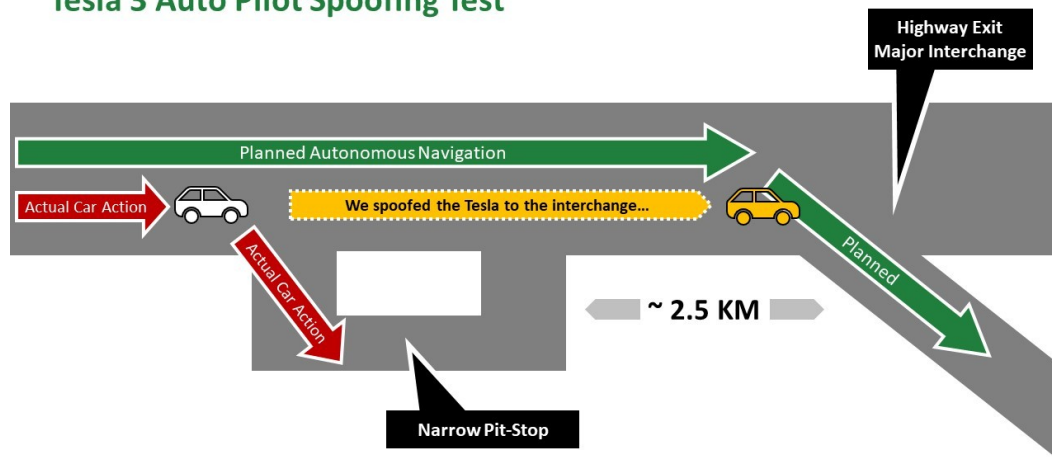 Tesla 3 Auto Pilot Spoofing Test
Highway Exit
Major Interchange
Planned Autonomous Navigation
Actual Car Action
We spoofed the Tesla to the interchange...
Actual Car Action
Planned
~ 2.5 KM
Narrow Pit-Stop